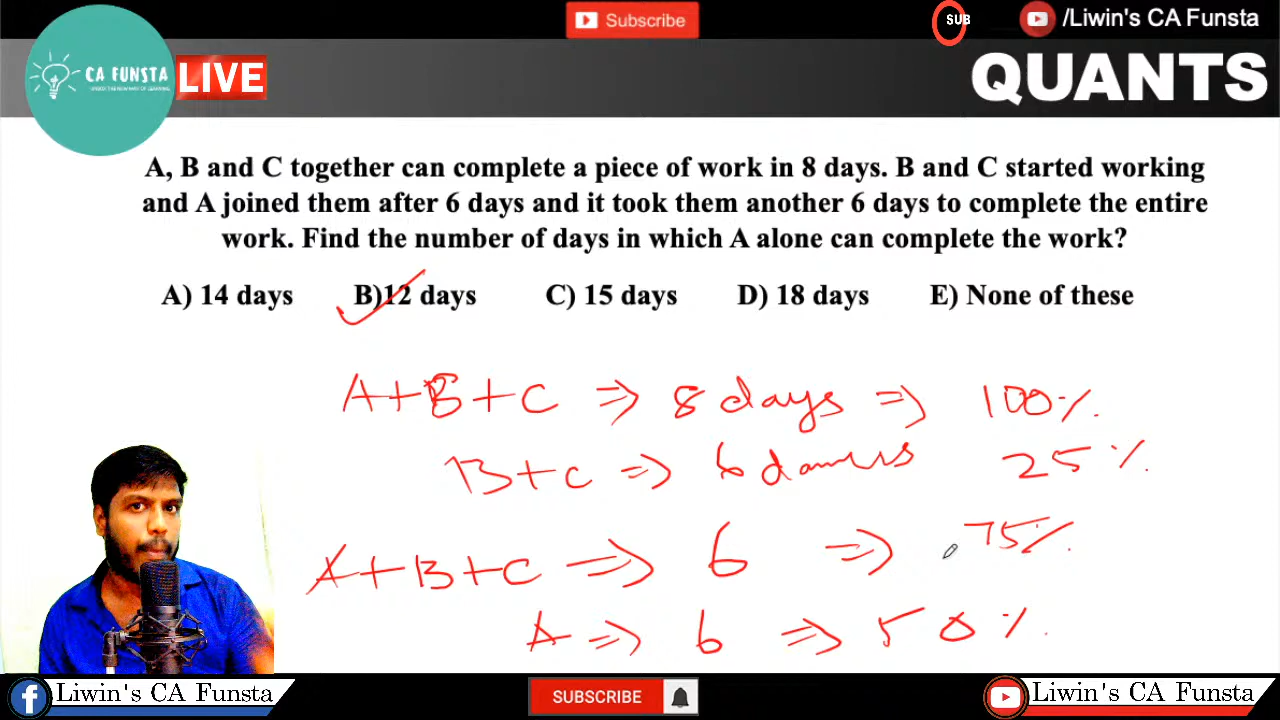 Subscribe
SUB
/Liwin's CA Funsta
CA FUNSTA
LIVE
QUANTS
A, B and C together can complete a piece of work in 8 days. B and C started working
and A joined them after 6 days and it took them another 6 days to complete the entire
work. Find the number of days in which A alone can complete the work?
A) 14 days B)12 days C) 15 days D) 18 days E) None of these
A+B+C ⇒ 8 days ⇒ 100%
B+C ⇒ 6 25%
A+B+C ⇒ 6 ⇒ 75%
A ⇒ 6 ⇒ 50%
Liwin's CA Funsta
SUBSCRIBE
Liwin's CA Funsta